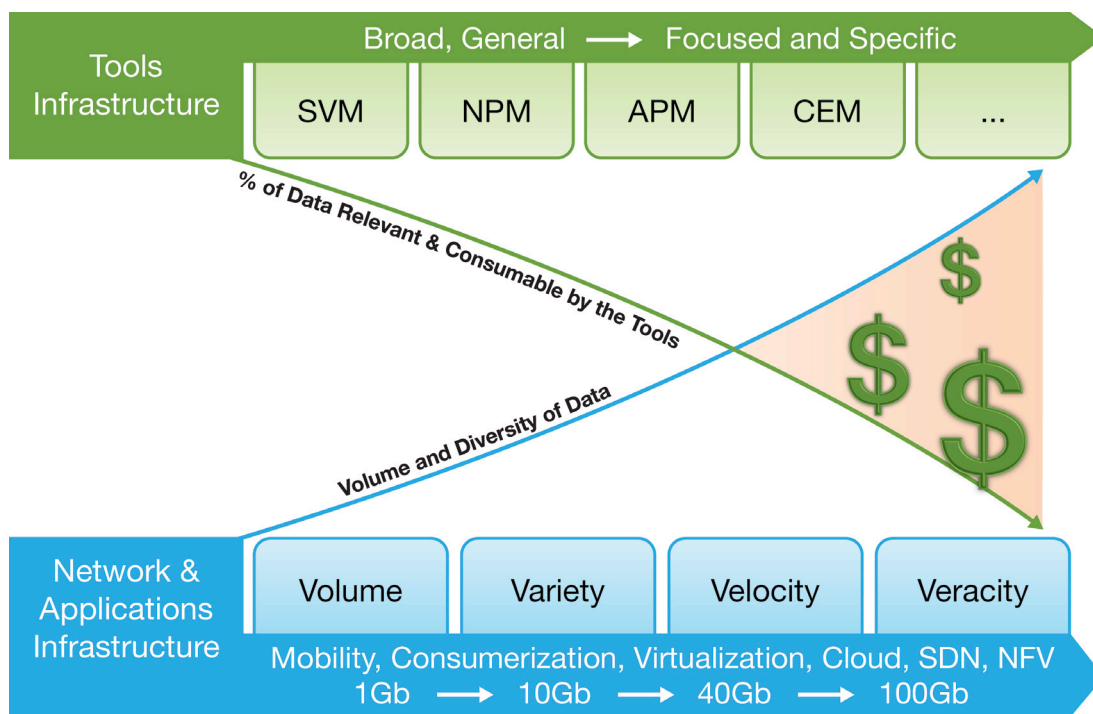 Broad, General → Focused and Specific
Tools
Infrastructure
SVM
NPM
APM
CEM
...
% of Data Relevant & Consumable by the Tools
$
$
$
Volume and Diversity of Data
Network &
Applications
Infrastructure
Volume
Variety
Velocity
Veracity
Mobility, Consumerization, Virtualization, Cloud, SDN, NFV
1Gb → 10Gb → 40Gb → 100Gb